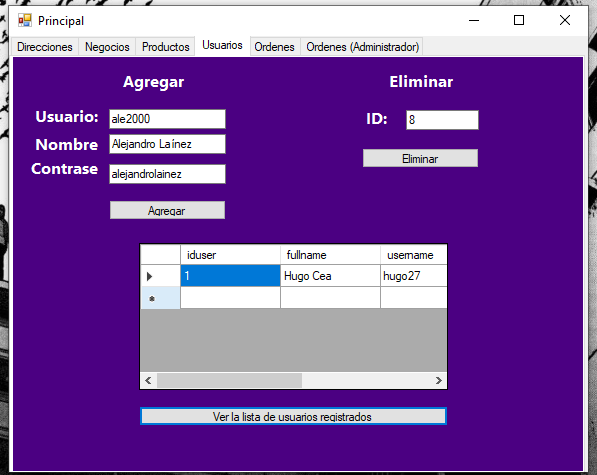 Principal
Direcciones Negocios Productos Usuarios Ordenes Ordenes (Administrador)
Agregar
Eliminar
Usuario: ale2000
ID: 8
Nombre Alejandro Laínez
Eliminar
Contrase alejandrolainez
Agregar
iduser fullname username
1 Hugo Cea hugo27
Ver la lista de usuarios registrados